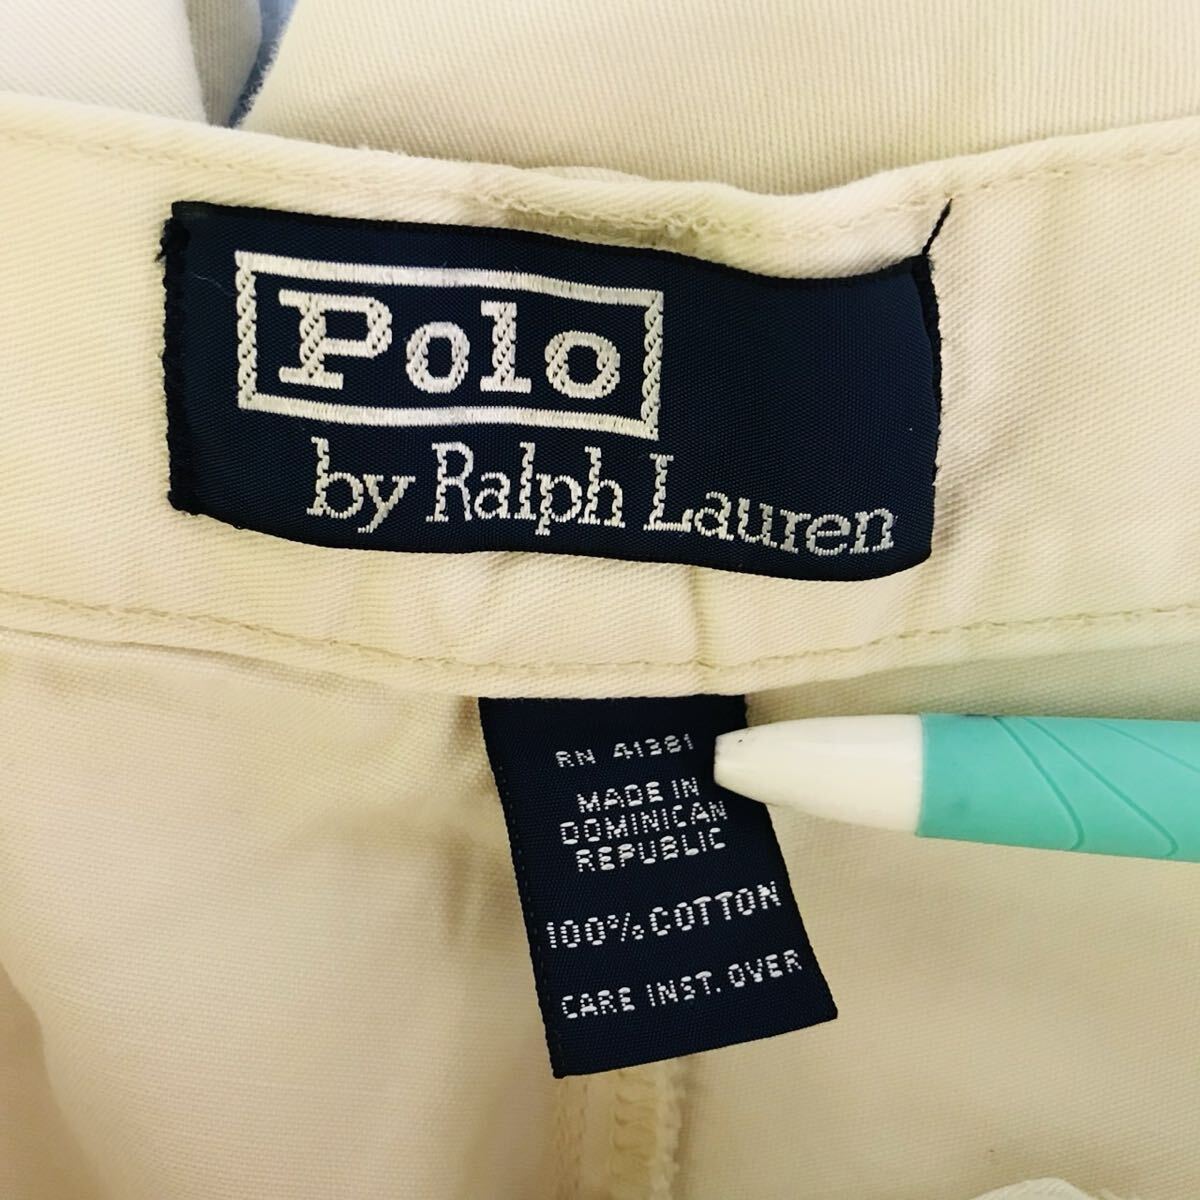 Polo
by Ralph Lauren
RN 41381
MADE IN
DOMINICAN
REPUBLIC
100% COTTON
CARE INST. OVER